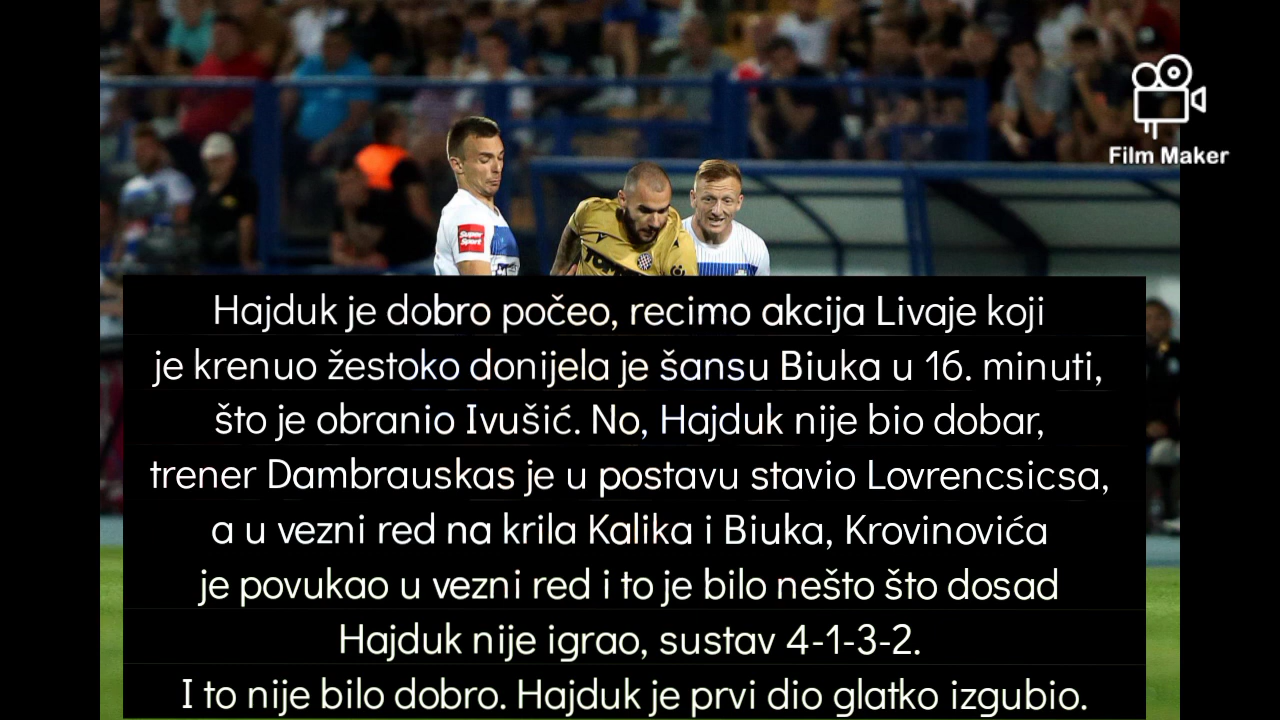 Film Maker
Super
Sport
Hajduk je dobro počeo, recimo akcija Livaje koji
je krenuo žestoko donijela je šansu Biuka u 16. minuti,
što je obranio Ivušić. No, Hajduk nije bio dobar,
trener Dambrauskas je u postavu stavio Lovrencsicsa,
a u vezni red na krila Kalika i Biuka, Krovinovića
je povukao u vezni red i to je bilo nešto što dosad
Hajduk nije igrao, sustav 4-1-3-2.
I to nije bilo dobro. Hajduk je prvi dio glatko izgubio.